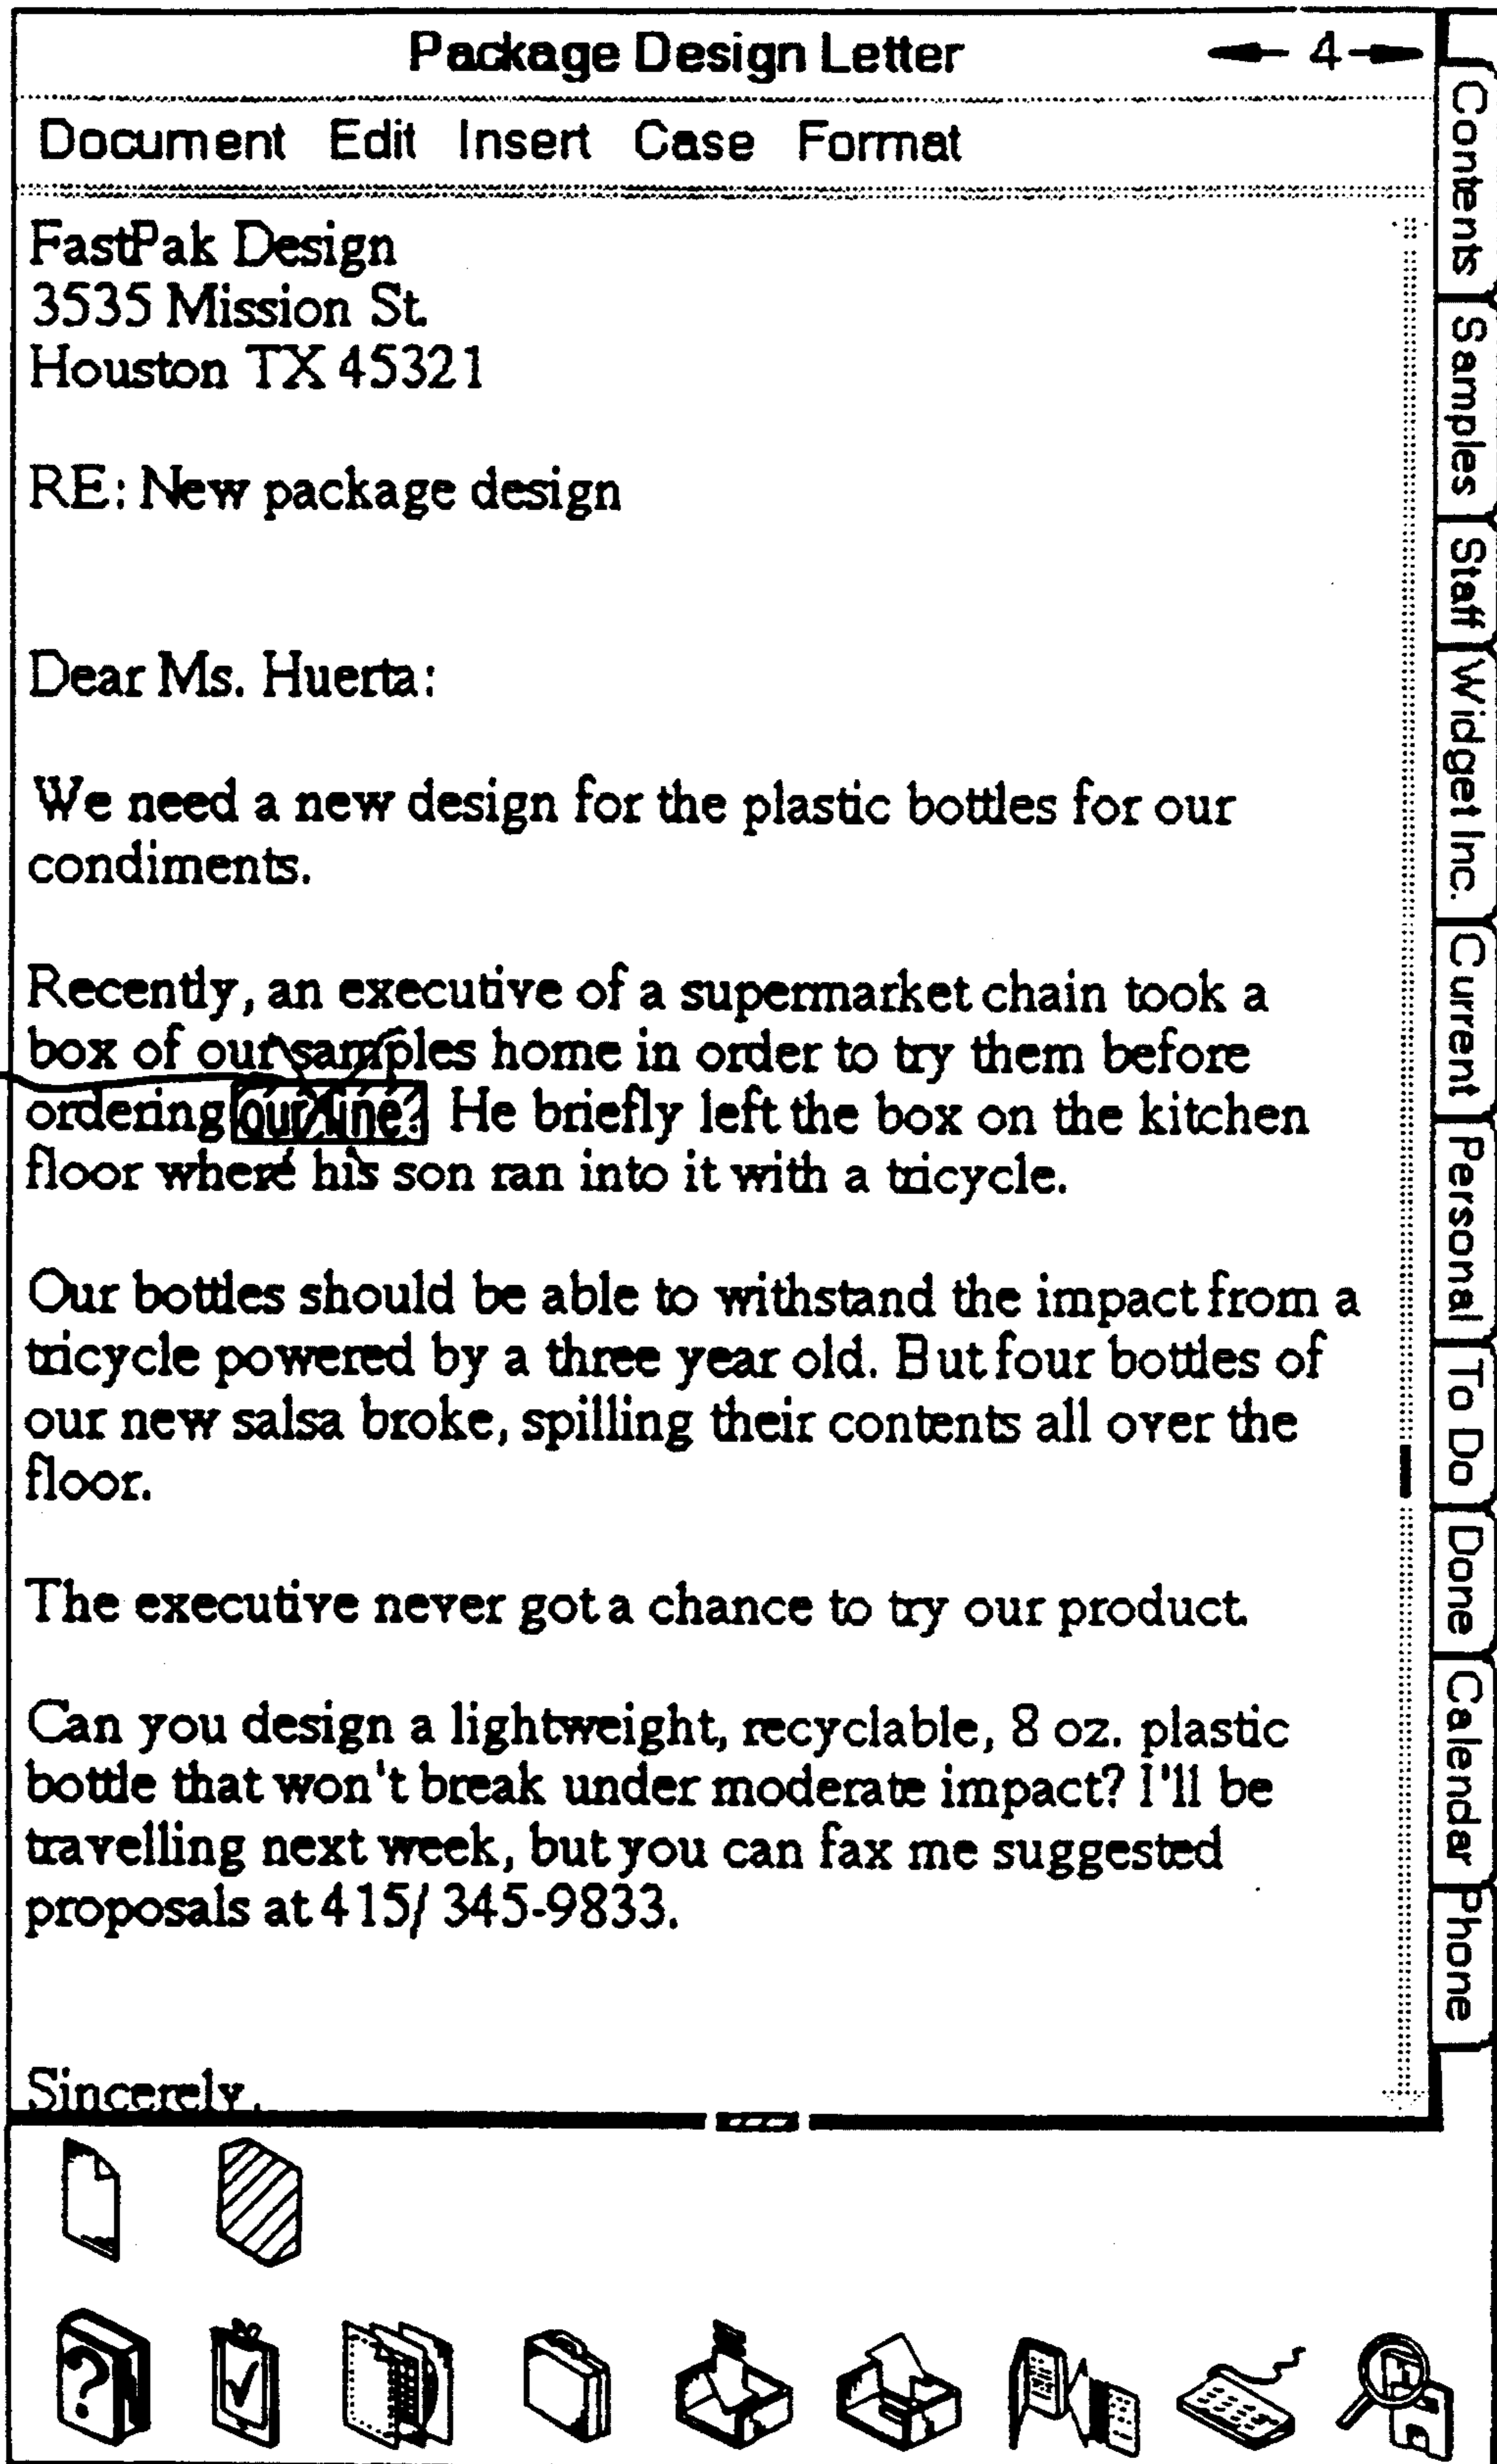 Package Design Letter
4
Document Edit Insert Case Format
FastPak Design
3535 Mission St.
Houston TX 45321
RE: New package design
Dear Ms. Huerta:
We need a new design for the plastic bottles for our
condiments.
Recently, an executive of a supermarket chain took a
box of our samples home in order to try them before
ordering our line. He briefly left the box on the kitchen
floor where his son ran into it with a tricycle.
Our bottles should be able to withstand the impact from a
tricycle powered by a three year old. But four bottles of
our new salsa broke, spilling their contents all over the
floor.
The executive never got a chance to try our product.
Can you design a lightweight, recyclable, 8 oz. plastic
bottle that won't break under moderate impact? I'll be
travelling next week, but you can fax me suggested
proposals at 415/ 345-9833.
Sincerely,
Contents
Samples
Staff
Widget Inc.
Current
Personal
To Do
Done
Calendar
Phone
?